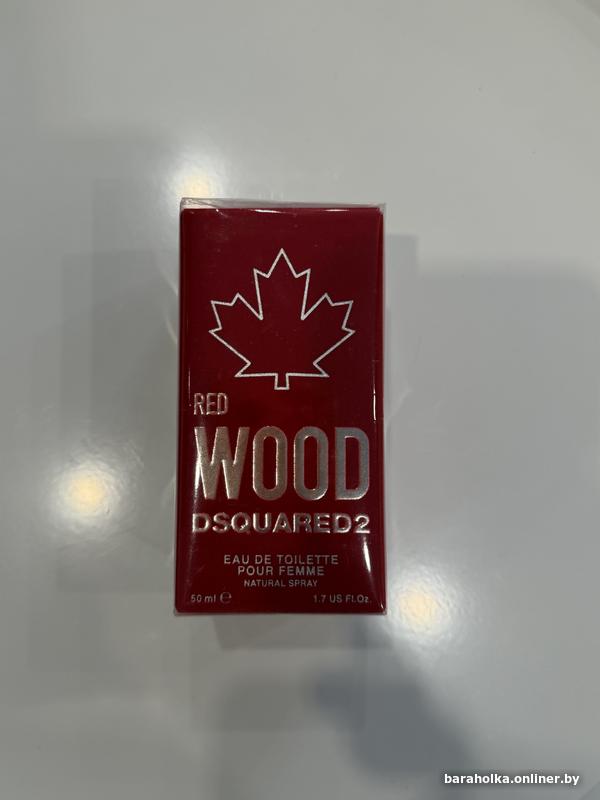 RED
WOOD
DSQUARED2
EAU DE TOILETTE
POUR FEMME
NATURAL SPRAY
50 ml ℮ 1.7 US Fl.Oz.
baraholka.onliner.by